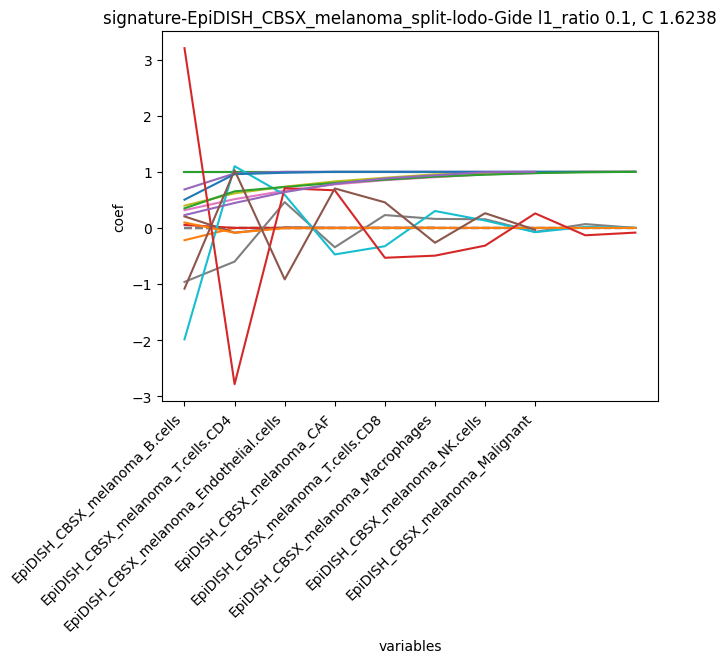 signature-EpiDISH_CBSX_melanoma_split-lodo-Gide l1_ratio 0.1, C 1.6238
3
2
1
0
−1
−2
−3
coef
EpiDISH_CBSX_melanoma_B.cells
EpiDISH_CBSX_melanoma_T.cells.CD4
EpiDISH_CBSX_melanoma_Endothelial.cells
EpiDISH_CBSX_melanoma_CAF
EpiDISH_CBSX_melanoma_T.cells.CD8
EpiDISH_CBSX_melanoma_Macrophages
EpiDISH_CBSX_melanoma_NK.cells
EpiDISH_CBSX_melanoma_Malignant
variables